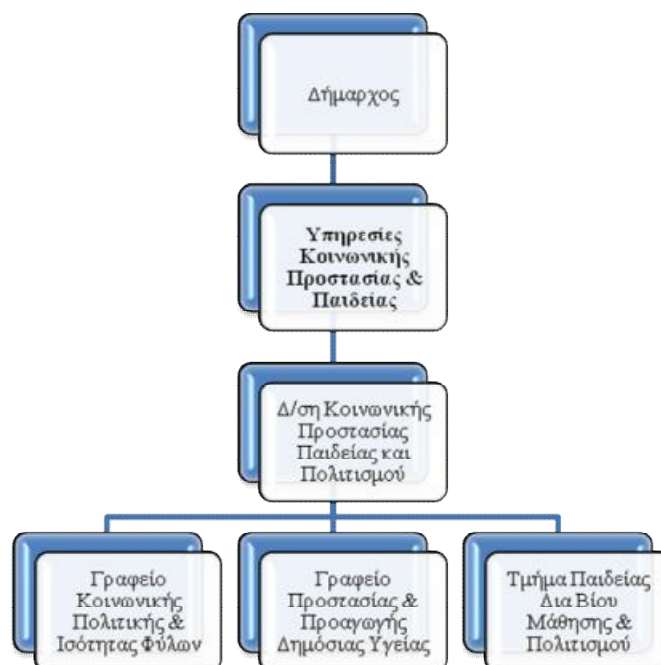 Δήμαρχος
Υπηρεσίες
Κοινωνικής
Προστασίας &
Παιδείας
Δ/ση Κοινωνικής
Προστασίας
Παιδείας και
Πολιτισμού
Γραφείο
Κοινωνικής
Πολιτικής &
Ισότητας Φύλων
Γραφείο
Προστασίας &
Προαγωγής
Δημόσιας Υγείας
Τμήμα Παιδείας
Δια Βίου
Μάθησης &
Πολιτισμού